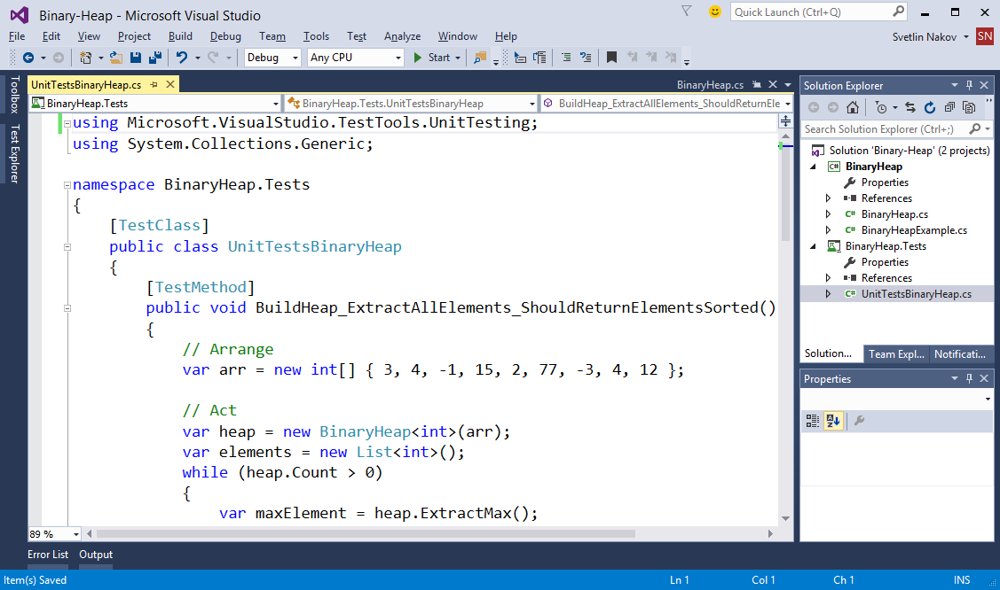 Binary-Heap - Microsoft Visual Studio
Quick Launch (Ctrl+Q)
File Edit View Project Build Debug Team Tools Test Analyze Window Help
Svetlin Nakov SN
Debug Any CPU Start
Toolbox
Test Explorer
UnitTestsBinaryHeap.cs
BinaryHeap.cs
BinaryHeap.Tests
BinaryHeap.Tests.UnitTestsBinaryHeap
BuildHeap_ExtractAllElements_ShouldReturnEle
using Microsoft.VisualStudio.TestTools.UnitTesting;
using System.Collections.Generic;
namespace BinaryHeap.Tests
{
[TestClass]
public class UnitTestsBinaryHeap
{
[TestMethod]
public void BuildHeap_ExtractAllElements_ShouldReturnElementsSorted()
{
// Arrange
var arr = new int[] { 3, 4, -1, 15, 2, 77, -3, 4, 12 };
// Act
var heap = new BinaryHeap<int>(arr);
var elements = new List<int>();
while (heap.Count > 0)
{
var maxElement = heap.ExtractMax();
89 %
Solution Explorer
Search Solution Explorer (Ctrl+;)
Solution 'Binary-Heap' (2 projects)
C# BinaryHeap
Properties
References
C# BinaryHeap.cs
C# BinaryHeapExample.cs
BinaryHeap.Tests
Properties
References
C# UnitTestsBinaryHeap.cs
Solution... Team Expl... Notificati...
Properties
Error List Output
Item(s) Saved
Ln 1 Col 1 Ch 1 INS